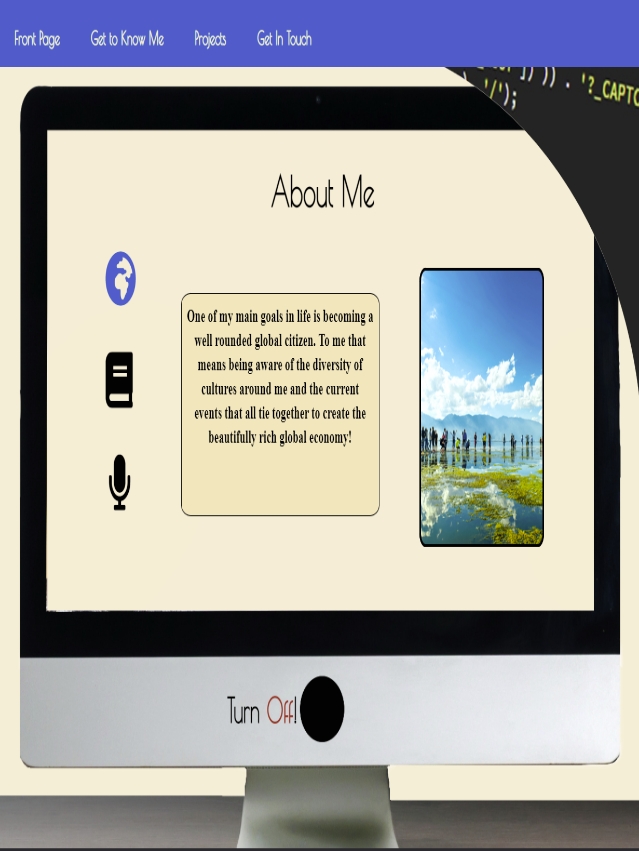 Front Page Get to Know Me Projects Get In Touch
'?_CAPTC
'/');
About Me
One of my main goals in life is becoming a
well rounded global citizen. To me that
means being aware of the diversity of
cultures around me and the current
events that all tie together to create the
beautifully rich global economy!
Turn Off!